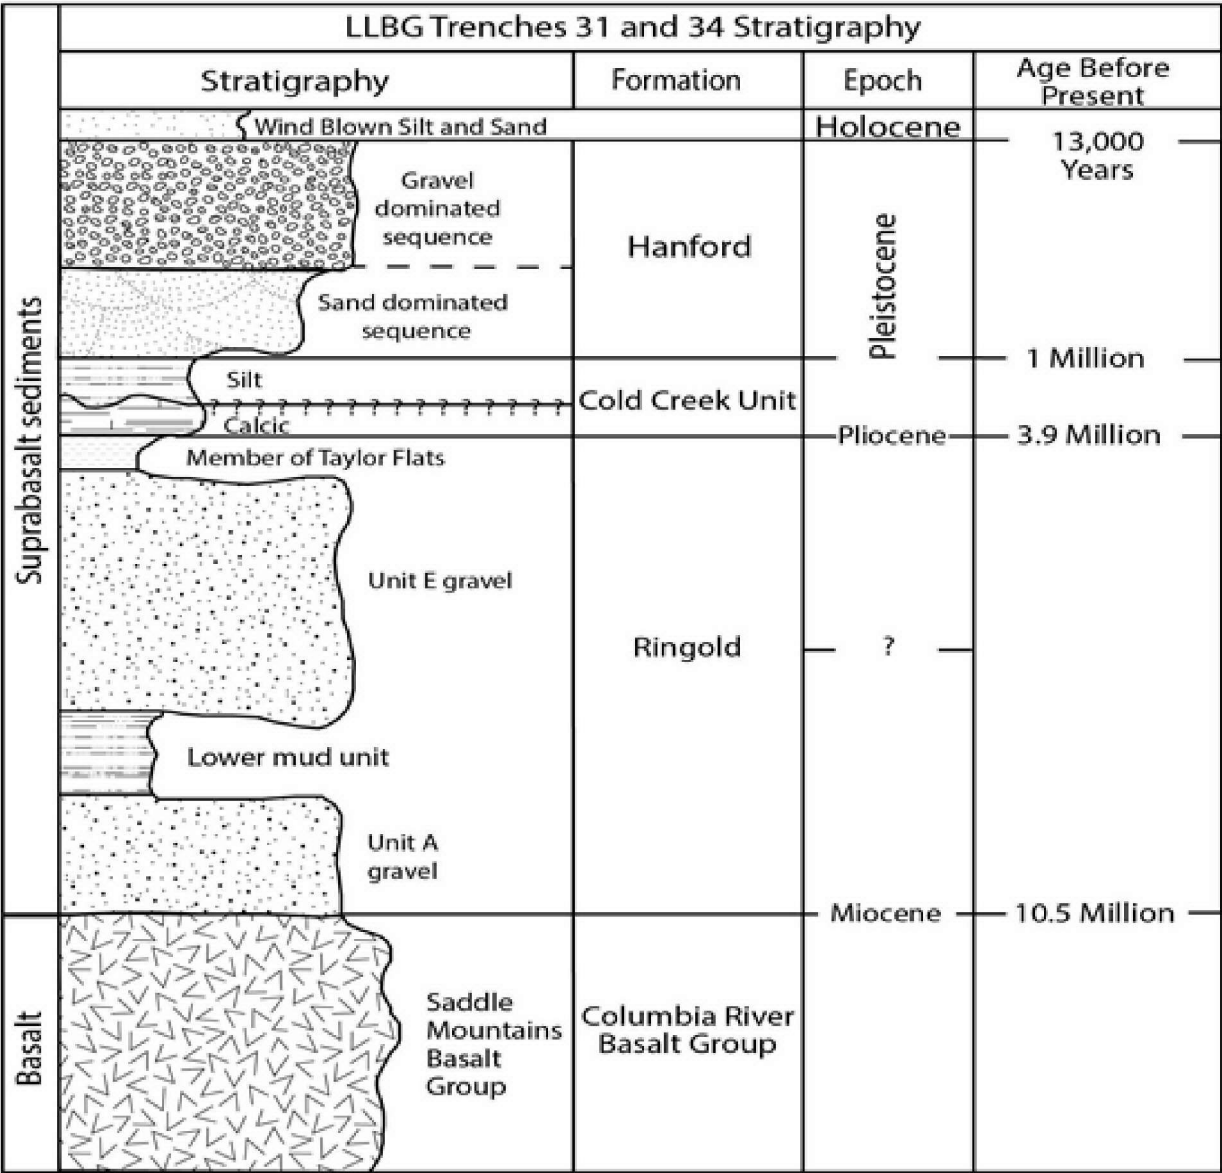 LLBG Trenches 31 and 34 Stratigraphy
Stratigraphy
Formation
Epoch
Age Before
Present
Suprabasalt sediments
Wind Blown Silt and Sand
Holocene
13,000
Years
Gravel
dominated
sequence
Hanford
Pleistocene
Sand dominated
sequence
1 Million
Silt
? ? ? ? ? ? ? ? ? ? ? ? ? ? ?
Cold Creek Unit
Calcic
Pliocene
3.9 Million
Member of Taylor Flats
Unit E gravel
Ringold
?
Lower mud unit
Unit A
gravel
Miocene
10.5 Million
Basalt
Saddle
Mountains
Basalt
Group
Columbia River
Basalt Group